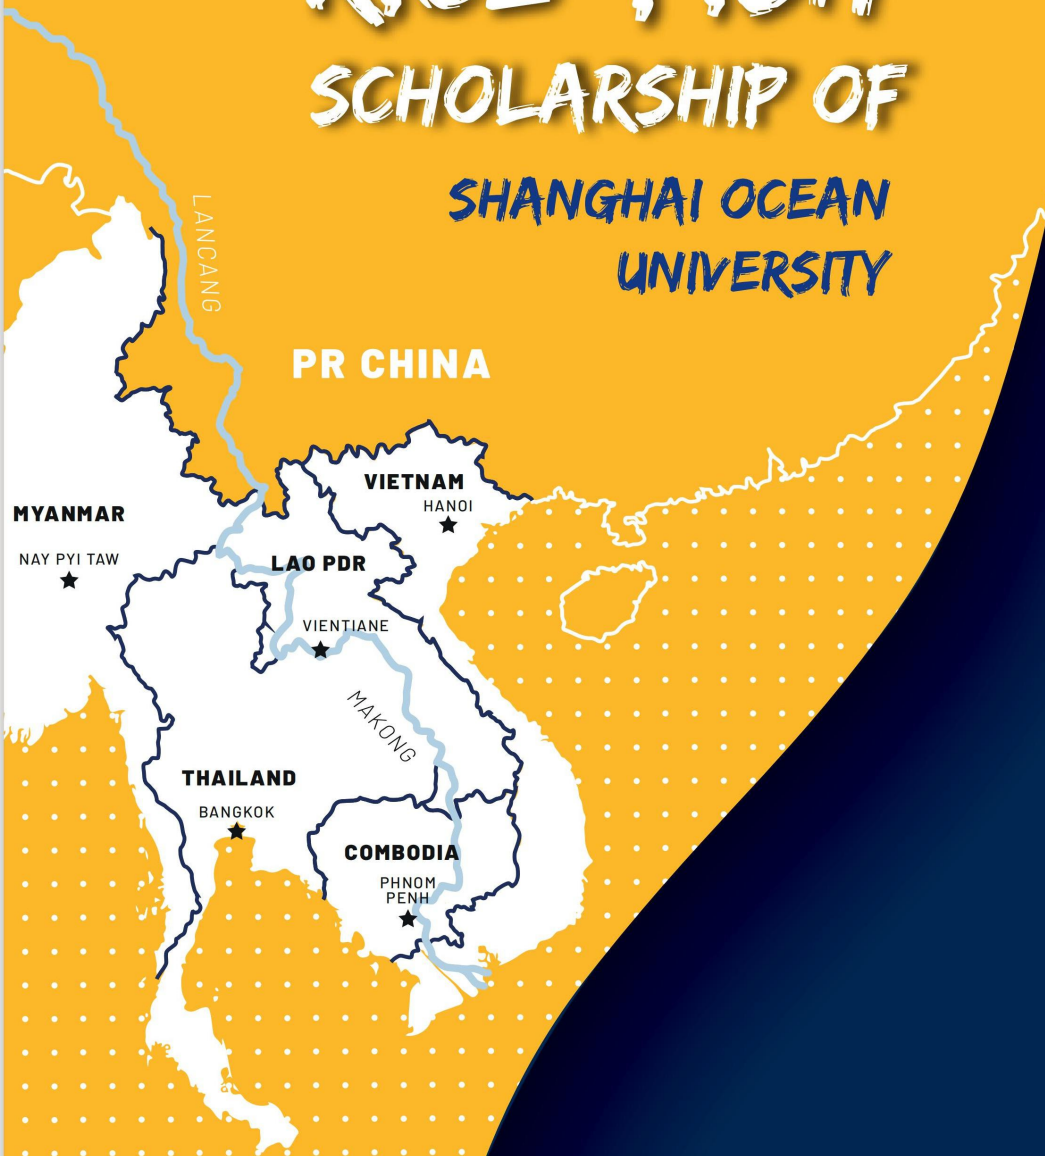 SCHOLARSHIP OF
SHANGHAI OCEAN
UNIVERSITY
LANCANG
PR CHINA
VIETNAM
HANOI
MYANMAR
NAY PYI TAW
LAO PDR
VIENTIANE
MAKONG
THAILAND
BANGKOK
COMBODIA
PHNOM
PENH